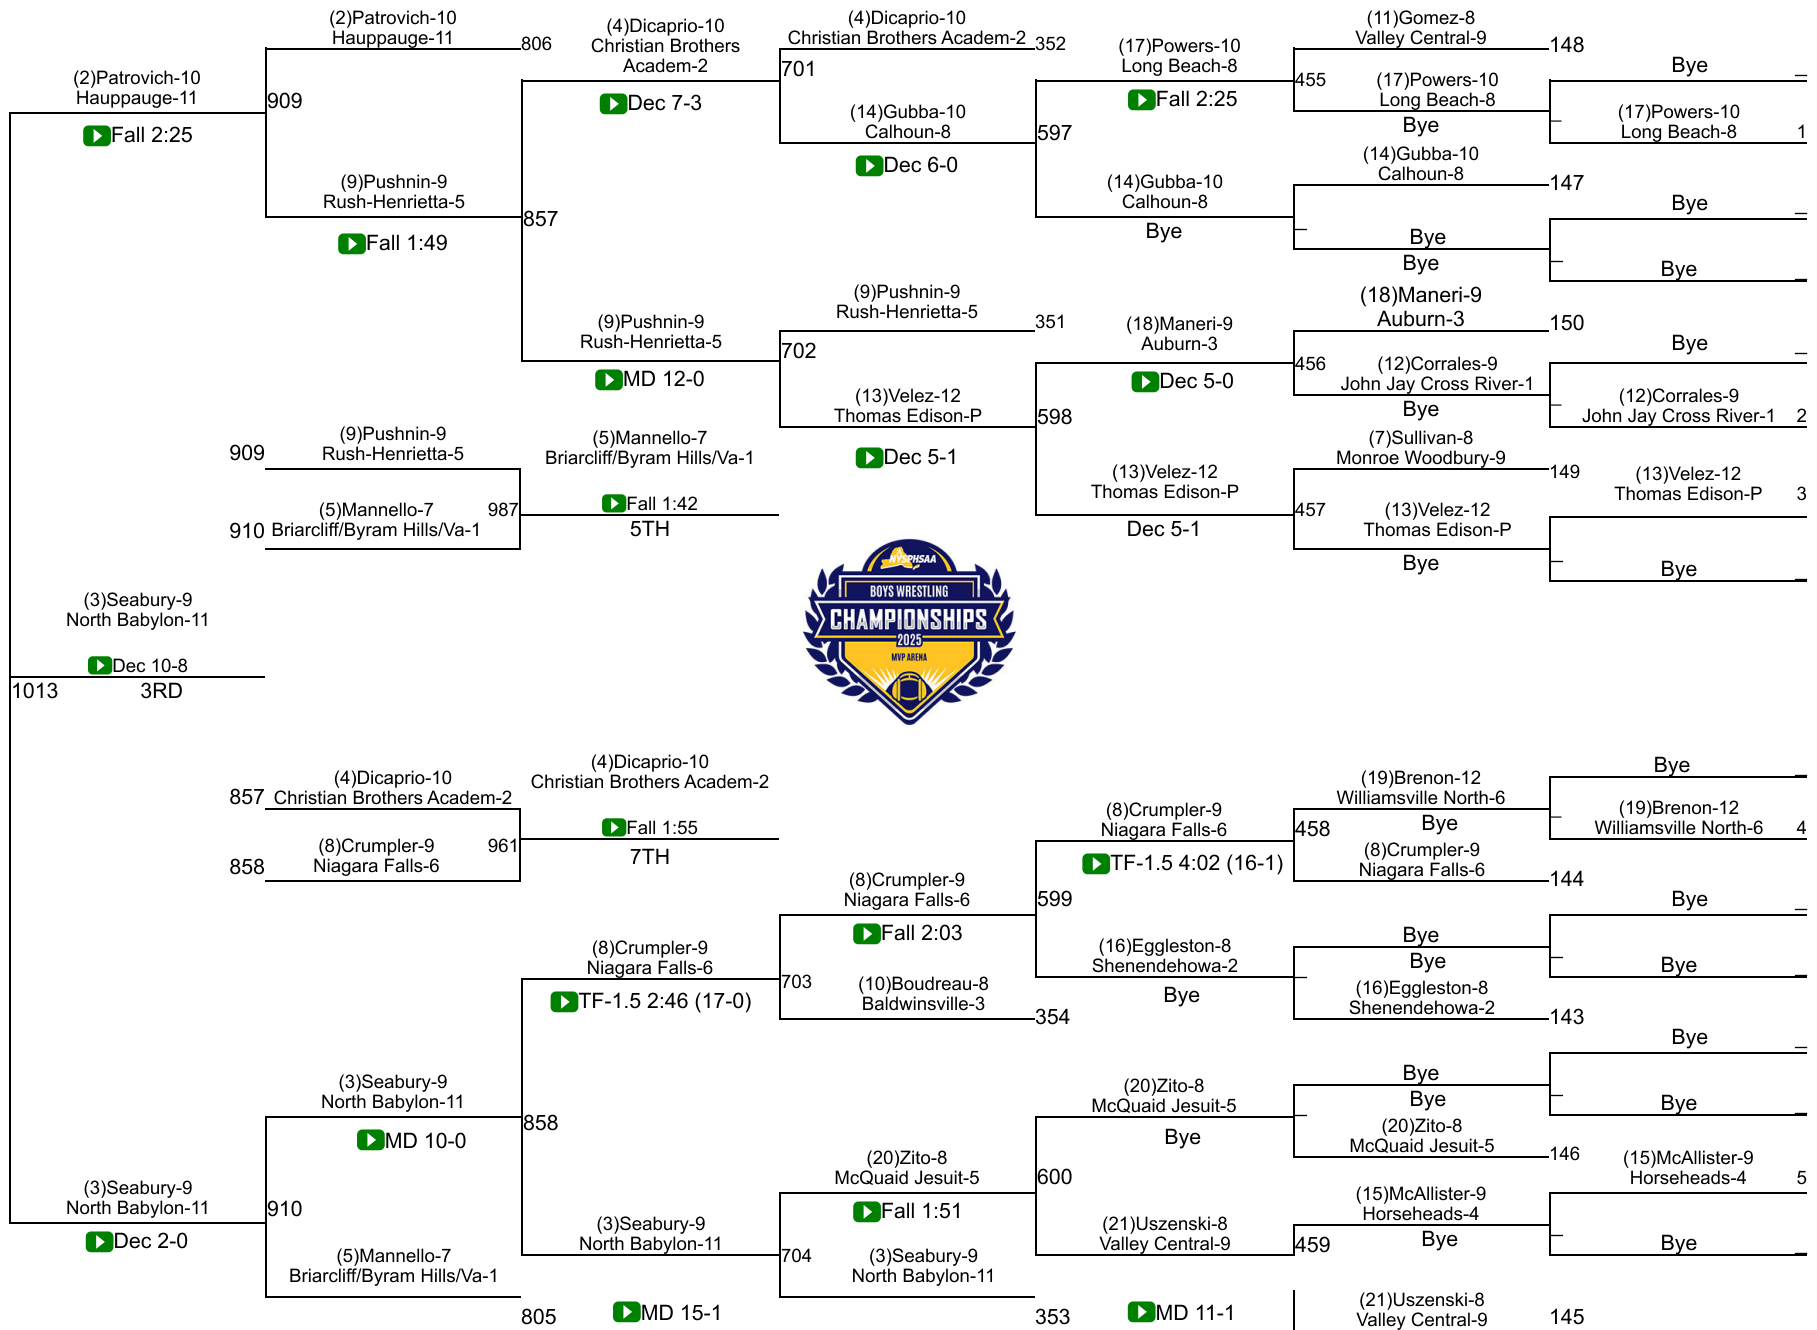 (2)Patrovich-10
Hauppauge-11
806
(4)Dicaprio-10
Christian Brothers
Academ-2
(4)Dicaprio-10
Christian Brothers Academ-2
352
(17)Powers-10
Long Beach-8
(11)Gomez-8
Valley Central-9
148
Bye
(2)Patrovich-10
Hauppauge-11
909
Fall 2:25
701
Dec 7-3
(14)Gubba-10
Calhoun-8
597
Dec 6-0
Fall 2:25
455
(17)Powers-10
Long Beach-8
Bye
(17)Powers-10
Long Beach-8
1
(14)Gubba-10
Calhoun-8
147
(9)Pushnin-9
Rush-Henrietta-5
857
Fall 1:49
(14)Gubba-10
Calhoun-8
Bye
Bye
Bye
Bye
Bye
(9)Pushnin-9
Rush-Henrietta-5
351
(18)Maneri-9
Auburn-3
150
(9)Pushnin-9
Rush-Henrietta-5
702
MD 12-0
(18)Maneri-9
Auburn-3
Dec 5-0
456
(12)Corrales-9
John Jay Cross River-1
Bye
Bye
(12)Corrales-9
John Jay Cross River-1
2
(13)Velez-12
Thomas Edison-P
598
Dec 5-1
909
(9)Pushnin-9
Rush-Henrietta-5
(5)Mannello-7
Briarcliff/Byram Hills/Va-1
(7)Sullivan-8
Monroe Woodbury-9
149
(13)Velez-12
Thomas Edison-P
3
(13)Velez-12
Thomas Edison-P
Dec 5-1
457
(13)Velez-12
Thomas Edison-P
Bye
Bye
910
(5)Mannello-7
Briarcliff/Byram Hills/Va-1
987
Fall 1:42
5TH
NYSPHSAA
BOYS WRESTLING
CHAMPIONSHIPS
2025
MVP ARENA
(3)Seabury-9
North Babylon-11
Dec 10-8
1013
3RD
857
(4)Dicaprio-10
Christian Brothers Academ-2
(4)Dicaprio-10
Christian Brothers Academ-2
858
(8)Crumpler-9
Niagara Falls-6
961
Fall 1:55
7TH
(8)Crumpler-9
Niagara Falls-6
TF-1.5 4:02 (16-1)
(19)Brenon-12
Williamsville North-6
458
Bye
Bye
(19)Brenon-12
Williamsville North-6
4
(8)Crumpler-9
Niagara Falls-6
144
(8)Crumpler-9
Niagara Falls-6
599
Fall 2:03
Bye
(8)Crumpler-9
Niagara Falls-6
TF-1.5 2:46 (17-0)
703
(10)Boudreau-8
Baldwinsville-3
354
(16)Eggleston-8
Shenendehowa-2
Bye
Bye
Bye
Bye
(16)Eggleston-8
Shenendehowa-2
143
Bye
(3)Seabury-9
North Babylon-11
MD 10-0
858
(20)Zito-8
McQuaid Jesuit-5
Bye
Bye
Bye
Bye
(20)Zito-8
McQuaid Jesuit-5
146
(15)McAllister-9
Horseheads-4
5
(20)Zito-8
McQuaid Jesuit-5
600
Fall 1:51
(3)Seabury-9
North Babylon-11
910
Dec 2-0
(3)Seabury-9
North Babylon-11
704
(21)Uszenski-8
Valley Central-9
459
(15)McAllister-9
Horseheads-4
Bye
Bye
(5)Mannello-7
Briarcliff/Byram Hills/Va-1
805
MD 15-1
(3)Seabury-9
North Babylon-11
353
MD 11-1
(21)Uszenski-8
Valley Central-9
145